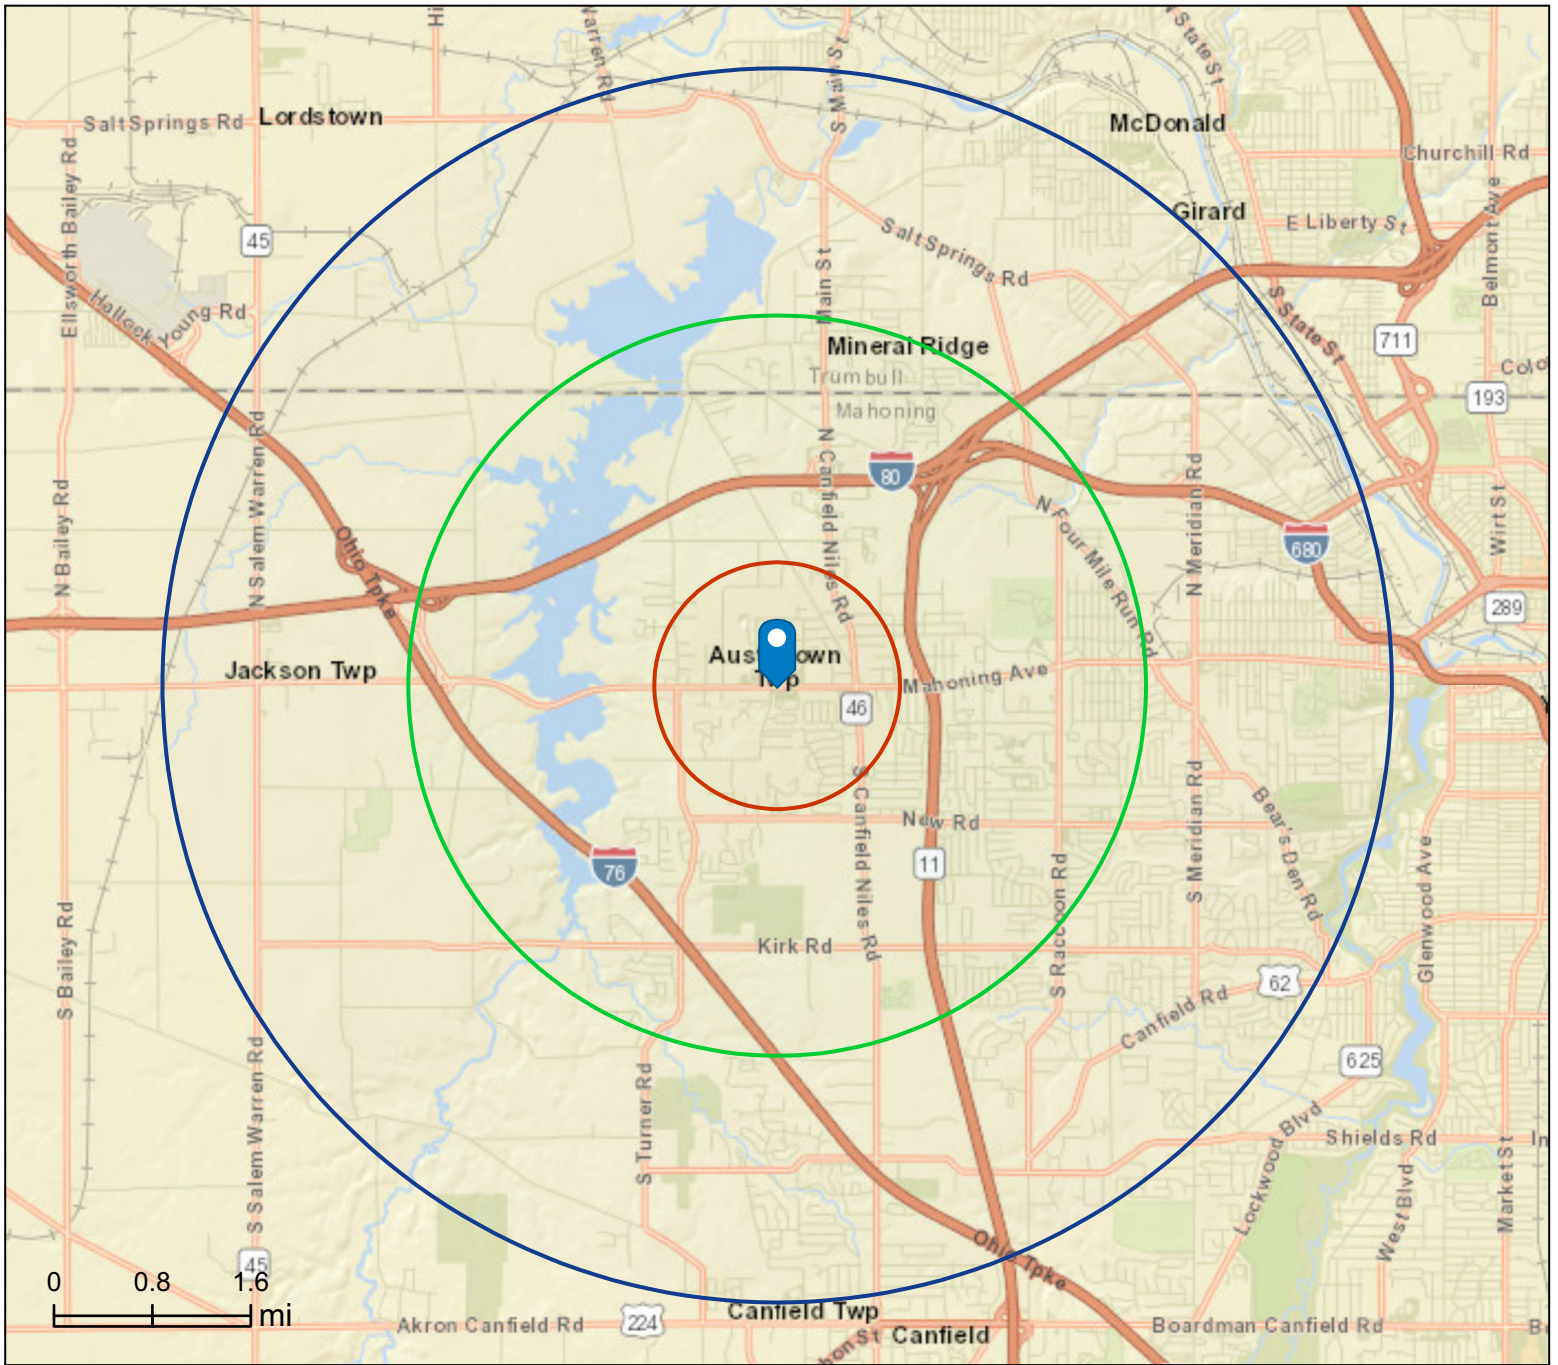 S Main St
N State St
Salt Springs Rd
Lordstown
McDonald
Churchill Rd
Ellsworth Bailey Rd
Girard
E Liberty St
Belmont Ave
45
Salt Springs Rd
Main St
Hallock Young Rd
S State St
711
Mineral Ridge
Trumbull
Mahoning
193
N Salem Warren Rd
N Canfield Niles Rd
80
N Bailey Rd
N Meridian Rd
Wirt St
Ohio Tpke
N Four Mile Run Rd
680
289
Jackson Twp
Twp
Mahoning Ave
46
S Canfield Niles Rd
New Rd
S Meridian Rd
Bear's Den Rd
76
11
S Raccoon Rd
Glenwood Ave
S Bailey Rd
Kirk Rd
62
Canfield Rd
625
S Salem Warren Rd
S Turner Rd
Lockwood Blvd
Shields Rd
West Blvd
Market St
Ohio Tpke
45
0 0.8 1.6
mi
Canfield Twp
Akron Canfield Rd
224
Canfield
Boardman Canfield Rd